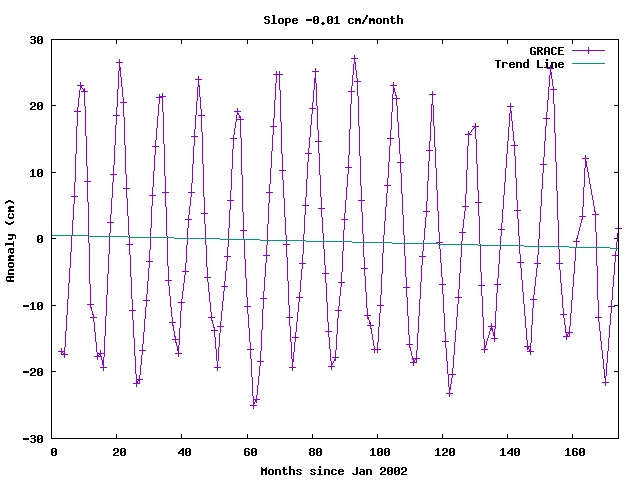 Slope -0.01 cm/month
GRACE
Trend Line
30
20
10
0
-10
-20
-30
Anomaly (cm)
0 20 40 60 80 100 120 140 160
Months since Jan 2002